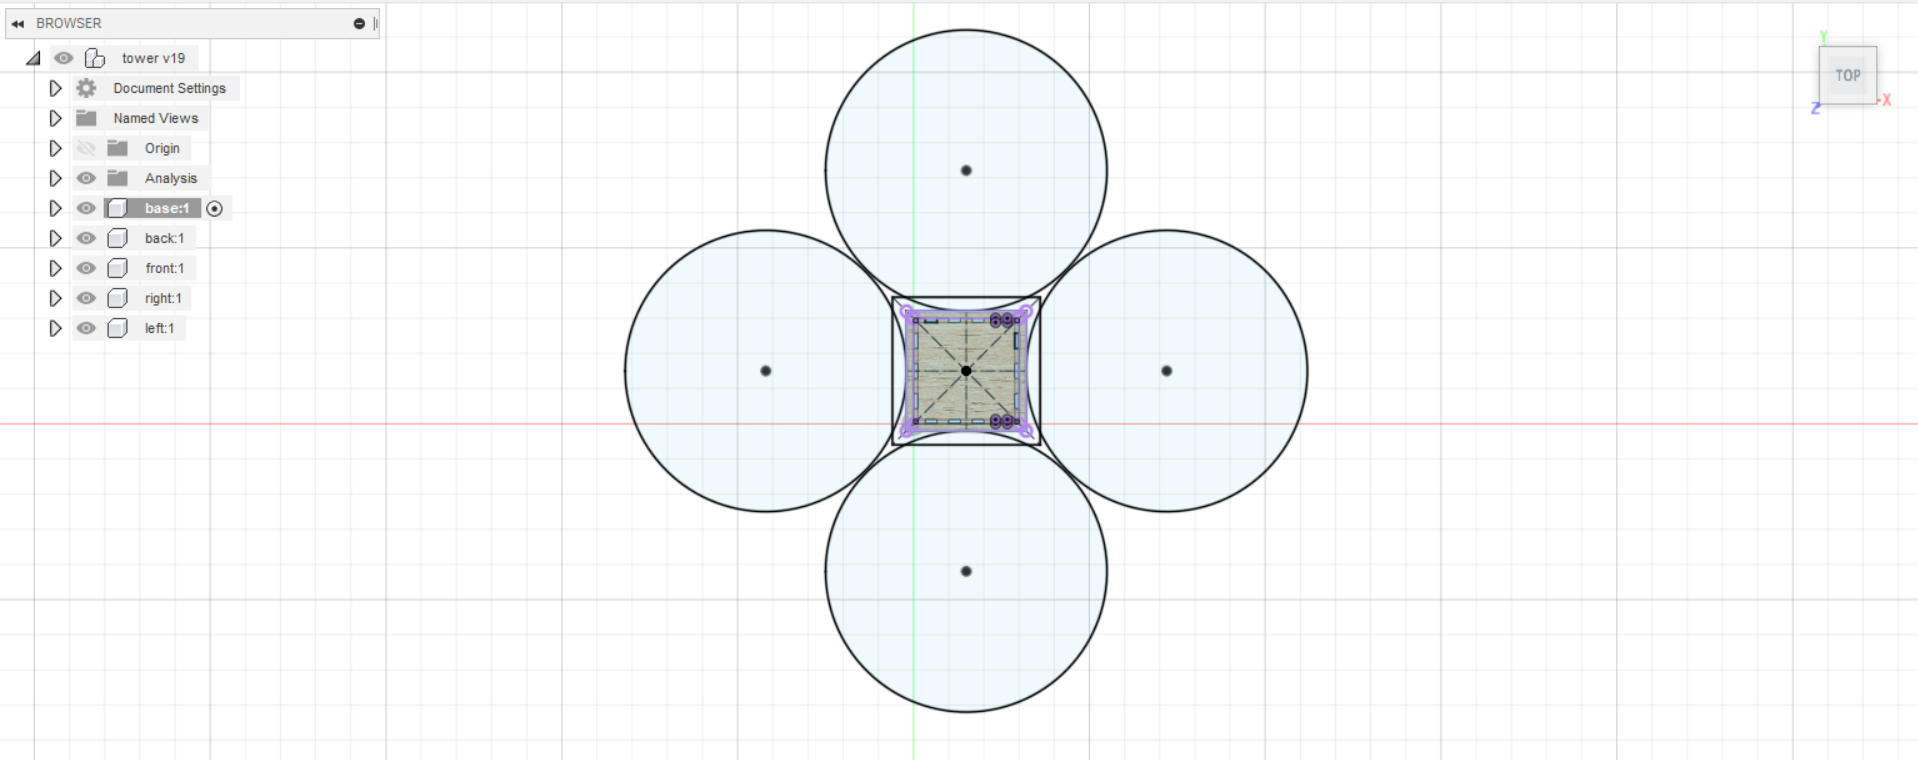 BROWSER
tower v19
Document Settings
Named Views
Origin
Analysis
base:1
back:1
front:1
right:1
left:1
Y
TOP
X
Z